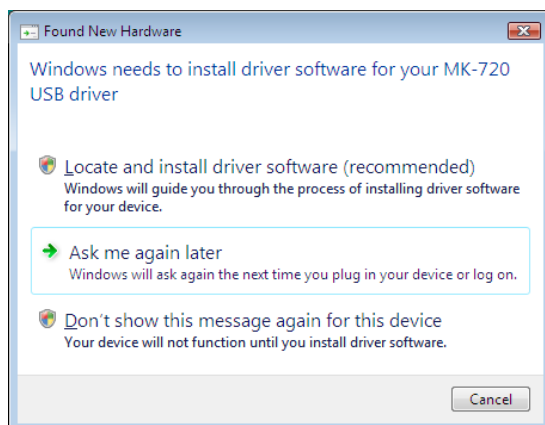 Found New Hardware
Windows needs to install driver software for your MK-720
USB driver
Locate and install driver software (recommended)
Windows will guide you through the process of installing driver software
for your device.
Ask me again later
Windows will ask again the next time you plug in your device or log on.
Don't show this message again for this device
Your device will not function until you install driver software.
Cancel